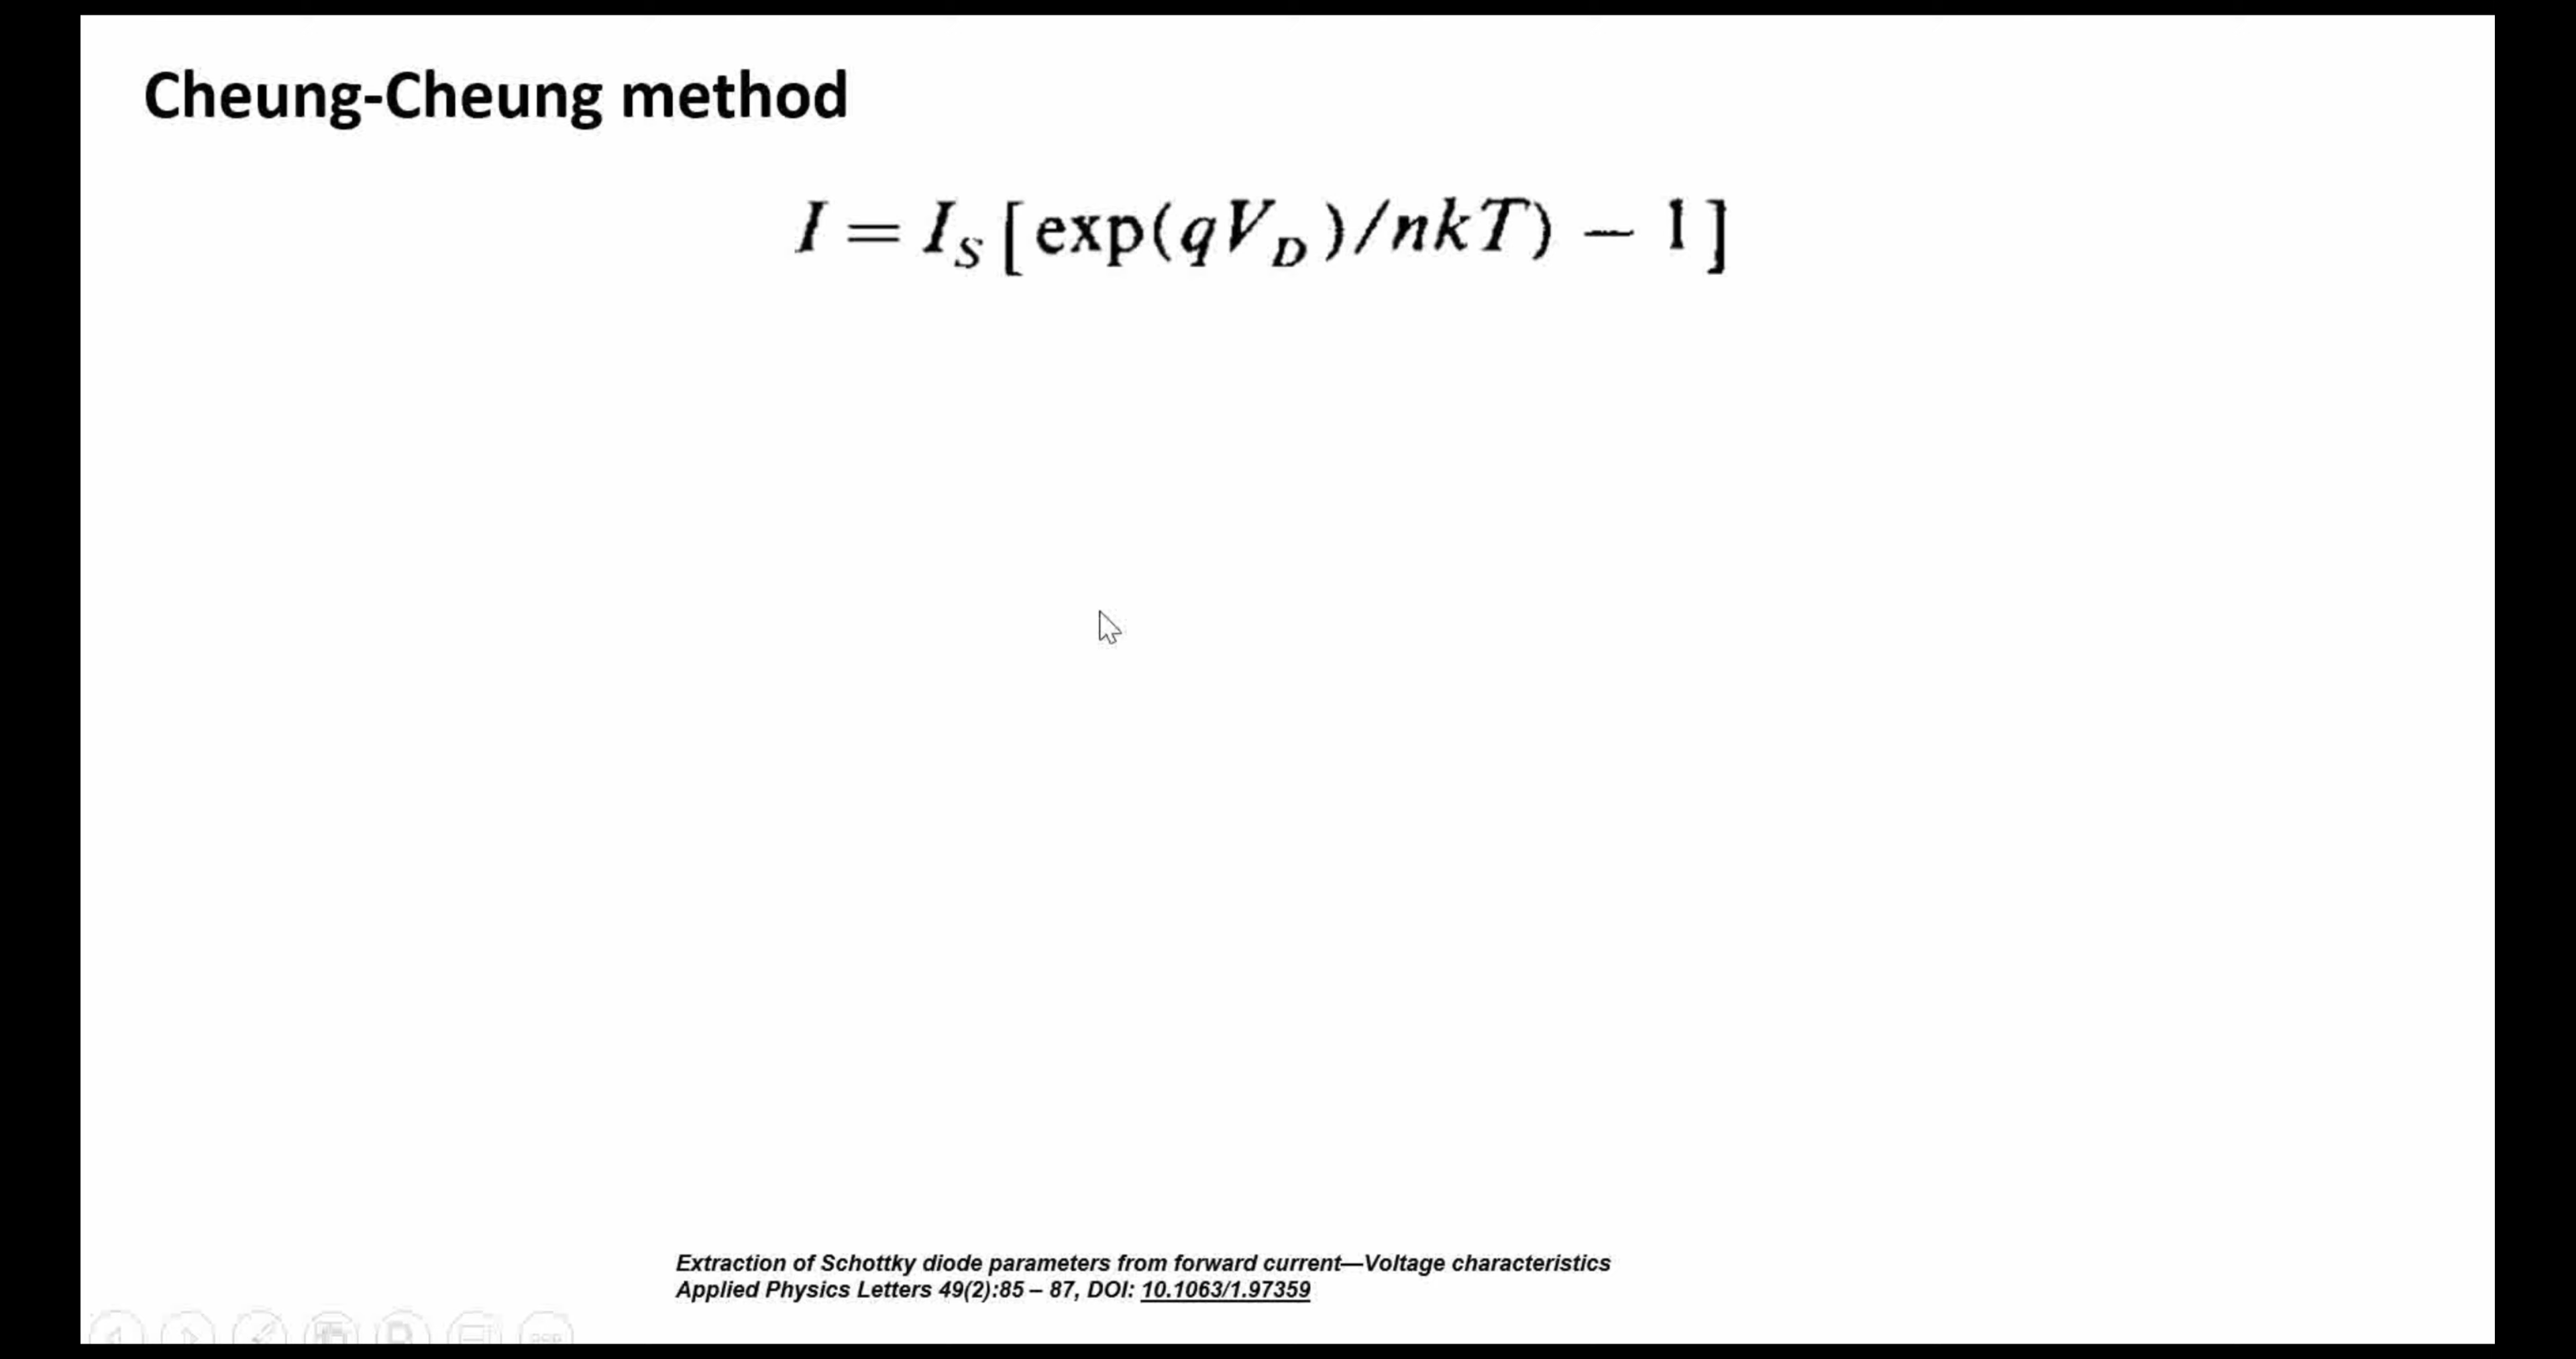 Cheung-Cheung method
I = I_S [exp(qV_D)/nkT) − 1]
Extraction of Schottky diode parameters from forward current—Voltage characteristics
Applied Physics Letters 49(2):85 – 87, DOI: 10.1063/1.97359